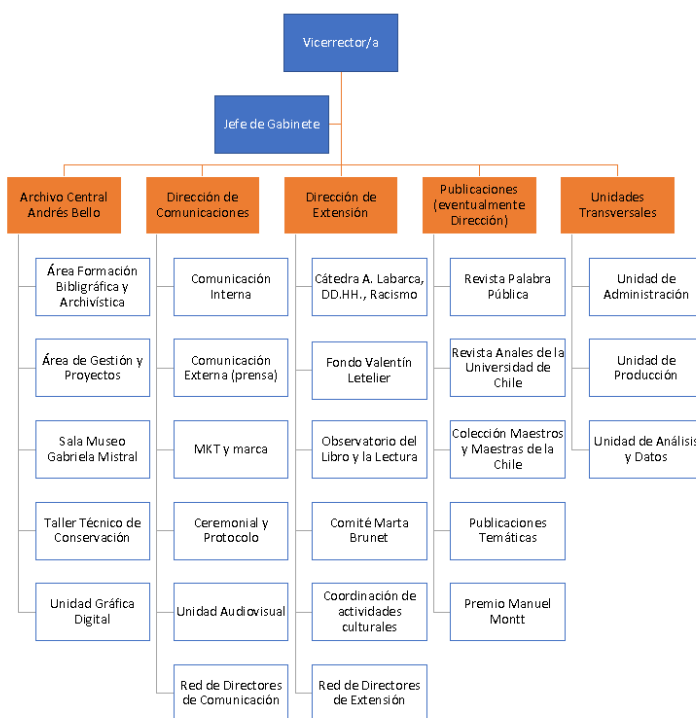 Vicerrector/a
Jefe de Gabinete
Archivo Central
Andrés Bello
Área Formación
Bibligráfica y
Archivística
Área de Gestión y
Proyectos
Sala Museo
Gabriela Mistral
Taller Técnico de
Conservación
Unidad Gráfica
Digital
Dirección de
Comunicaciones
Comunicación
Interna
Comunicación
Externa (prensa)
MKT y marca
Ceremonial y
Protocolo
Unidad Audiovisual
Red de Directores
de Comunicación
Dirección de
Extensión
Cátedra A. Labarca,
DD.HH., Racismo
Fondo Valentín
Letelier
Observatorio del
Libro y la Lectura
Comité Marta
Brunet
Coordinación de
actividades
culturales
Red de Directores
de Extensión
Publicaciones
(eventualmente
Dirección)
Revista Palabra
Pública
Revista Anales de la
Universidad de
Chile
Colección Maestros
y Maestras de la
Chile
Publicaciones
Temáticas
Premio Manuel
Montt
Unidades
Transversales
Unidad de
Administración
Unidad de
Producción
Unidad de Análisis
y Datos